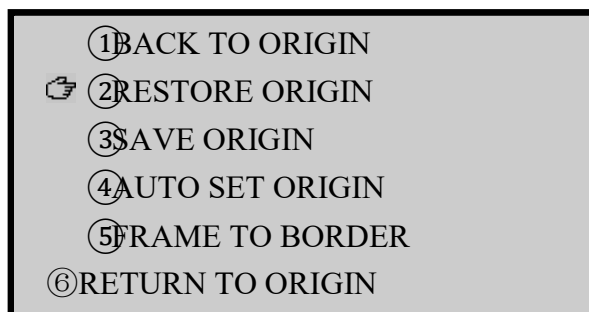 ①BACK TO ORIGIN
②RESTORE ORIGIN
③SAVE ORIGIN
④AUTO SET ORIGIN
⑤FRAME TO BORDER
⑥RETURN TO ORIGIN